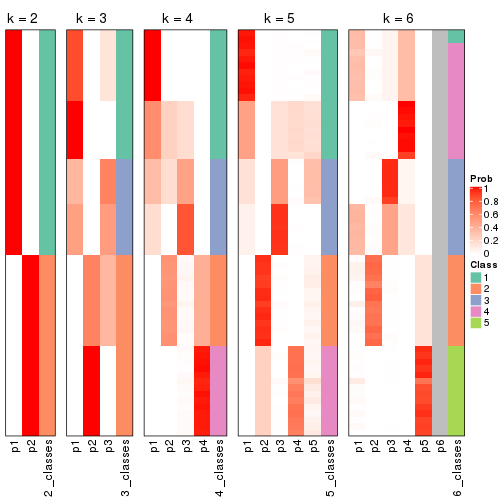 k = 2
k = 3
k = 4
k = 5
k = 6
Prob
1
0.8
0.6
0.4
0.2
0
Class
1
2
3
4
5
p1
p2
2_classes
p1
p2
p3
3_classes
p1
p2
p3
p4
4_classes
p1
p2
p3
p4
p5
5_classes
p1
p2
p3
p4
p5
p6
6_classes